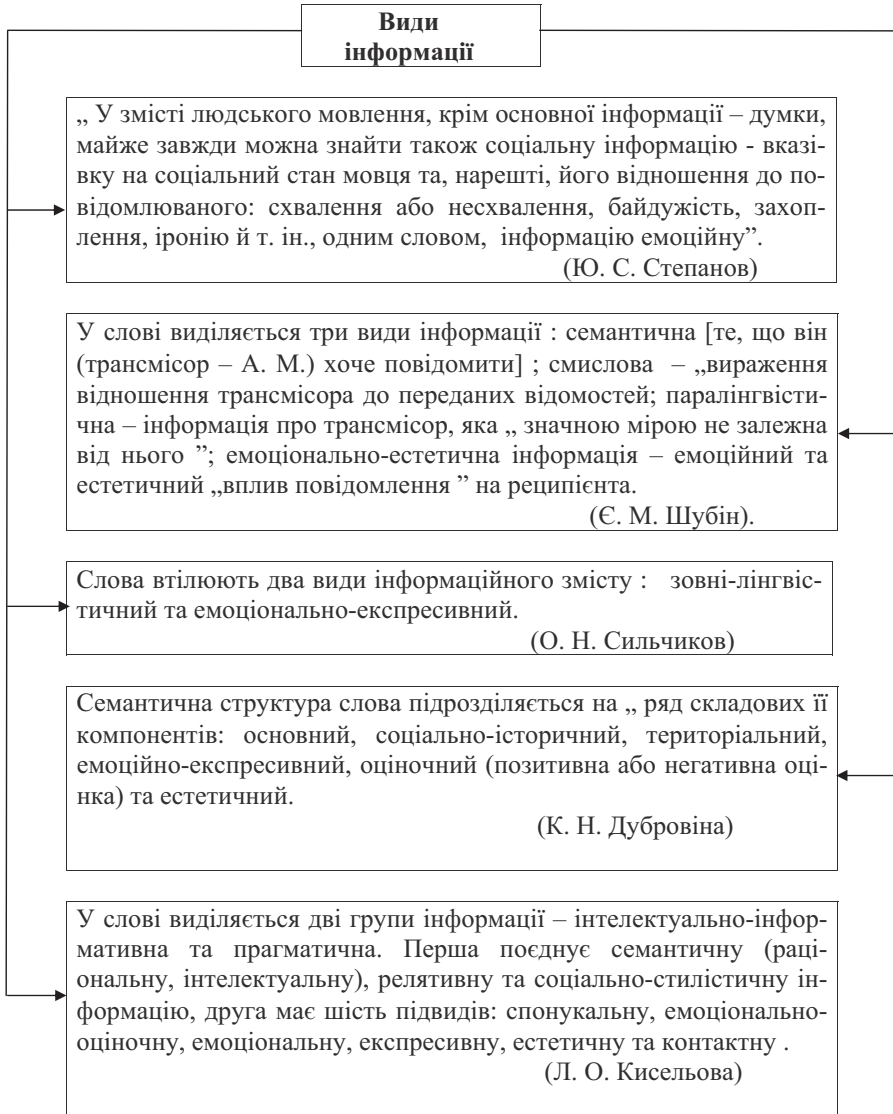 Види
інформації
„ У змісті людського мовлення, крім основної інформації – думки,
майже завжди можна знайти також соціальну інформацію - вказі-
вку на соціальний стан мовця та, нарешті, його відношення до по-
відомлюваного: схвалення або несхвалення, байдужість, захоп-
лення, іронію й т. ін., одним словом, інформацію емоційну”.
(Ю. С. Степанов)
У слові виділяється три види інформації : семантична [те, що він
(трансмісор – А. М.) хоче повідомити] ; смислова – „вираження
відношення трансмісора до переданих відомостей; паралінгвісти-
чна – інформація про трансмісор, яка „ значною мірою не залежна
від нього ”; емоціонально-естетична інформація – емоційний та
естетичний „вплив повідомлення ” на реципієнта.
(Є. М. Шубін).
Слова втілюють два види інформаційного змісту : зовні-лінгвіс-
тичний та емоціонально-експресивний.
(О. Н. Сильчиков)
Семантична структура слова підрозділяється на „ ряд складових її
компонентів: основний, соціально-історичний, територіальний,
емоційно-експресивний, оціночний (позитивна або негативна оці-
нка) та естетичний.
(К. Н. Дубровіна)
У слові виділяється дві групи інформації – інтелектуально-інфор-
мативна та прагматична. Перша поєднує семантичну (раці-
ональну, інтелектуальну), релятивну та соціально-стилістичну ін-
формацію, друга має шість підвидів: спонукальну, емоціонально-
оціночну, емоціональну, експресивну, естетичну та контактну .
(Л. О. Кисельова)